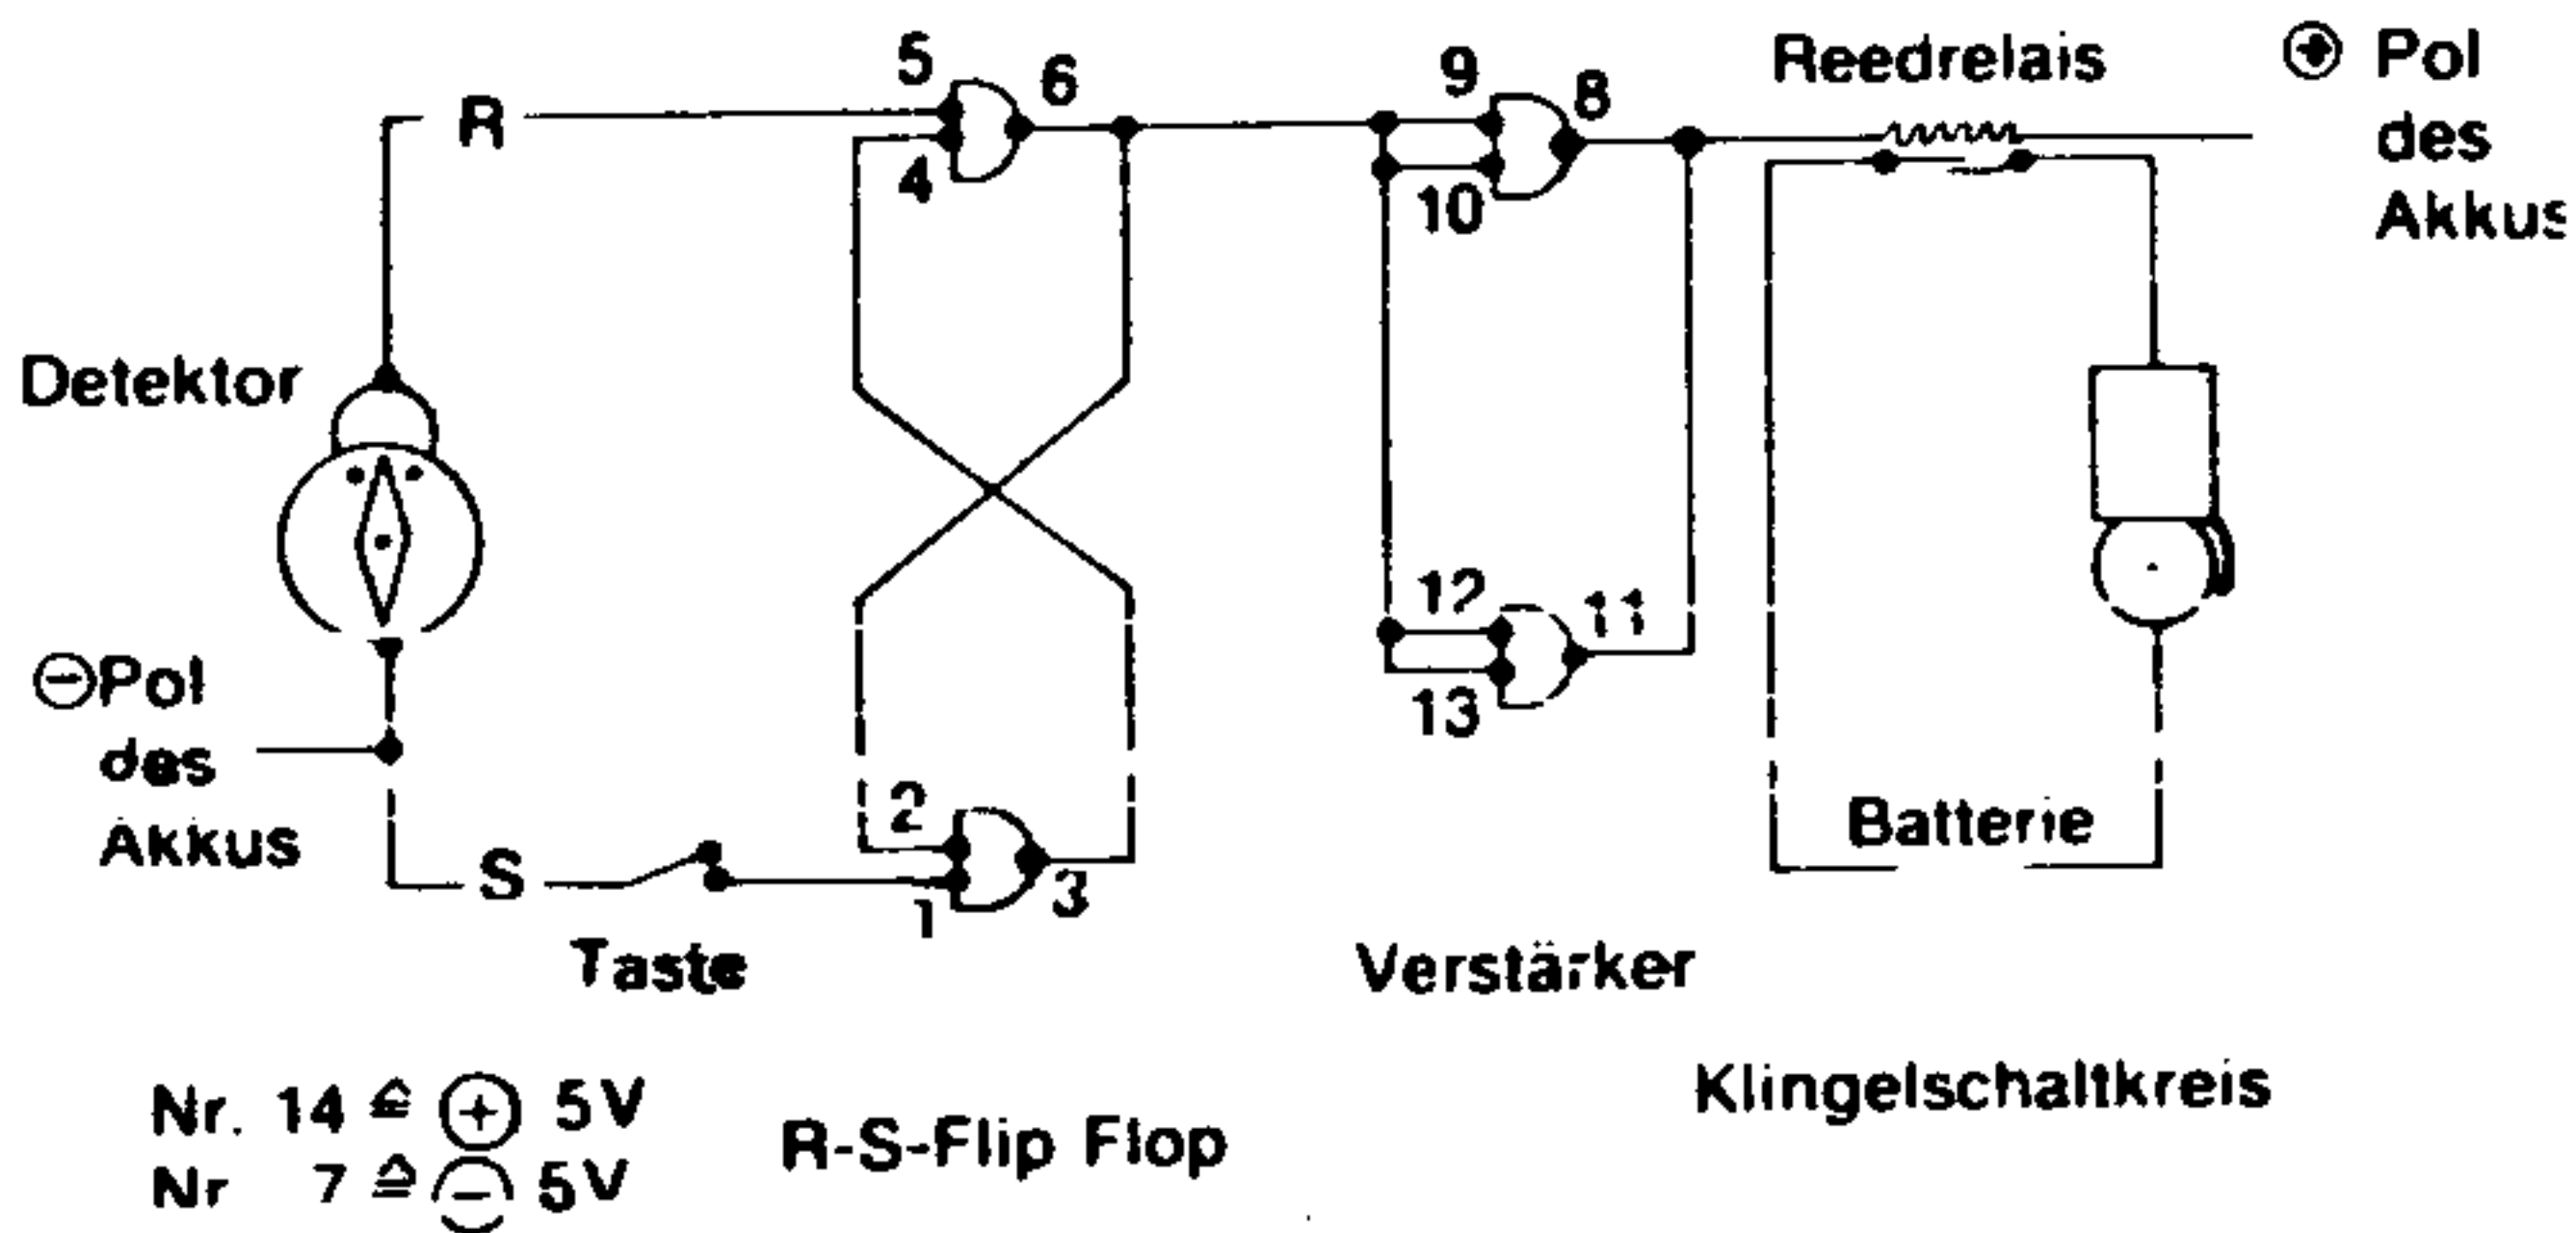 5
6
9
8
Reedrelais
⊕ Pol
des
Akkus
R
4
10
Detektor
12
11
⊖ Pol
des
Akkus
13
2
Batterie
S
1
3
Taste
Verstärker
Klingelschaltkreis
Nr. 14 ≙ ⊕ 5V
R-S-Flip Flop
Nr 7 ≙ ⊖ 5V